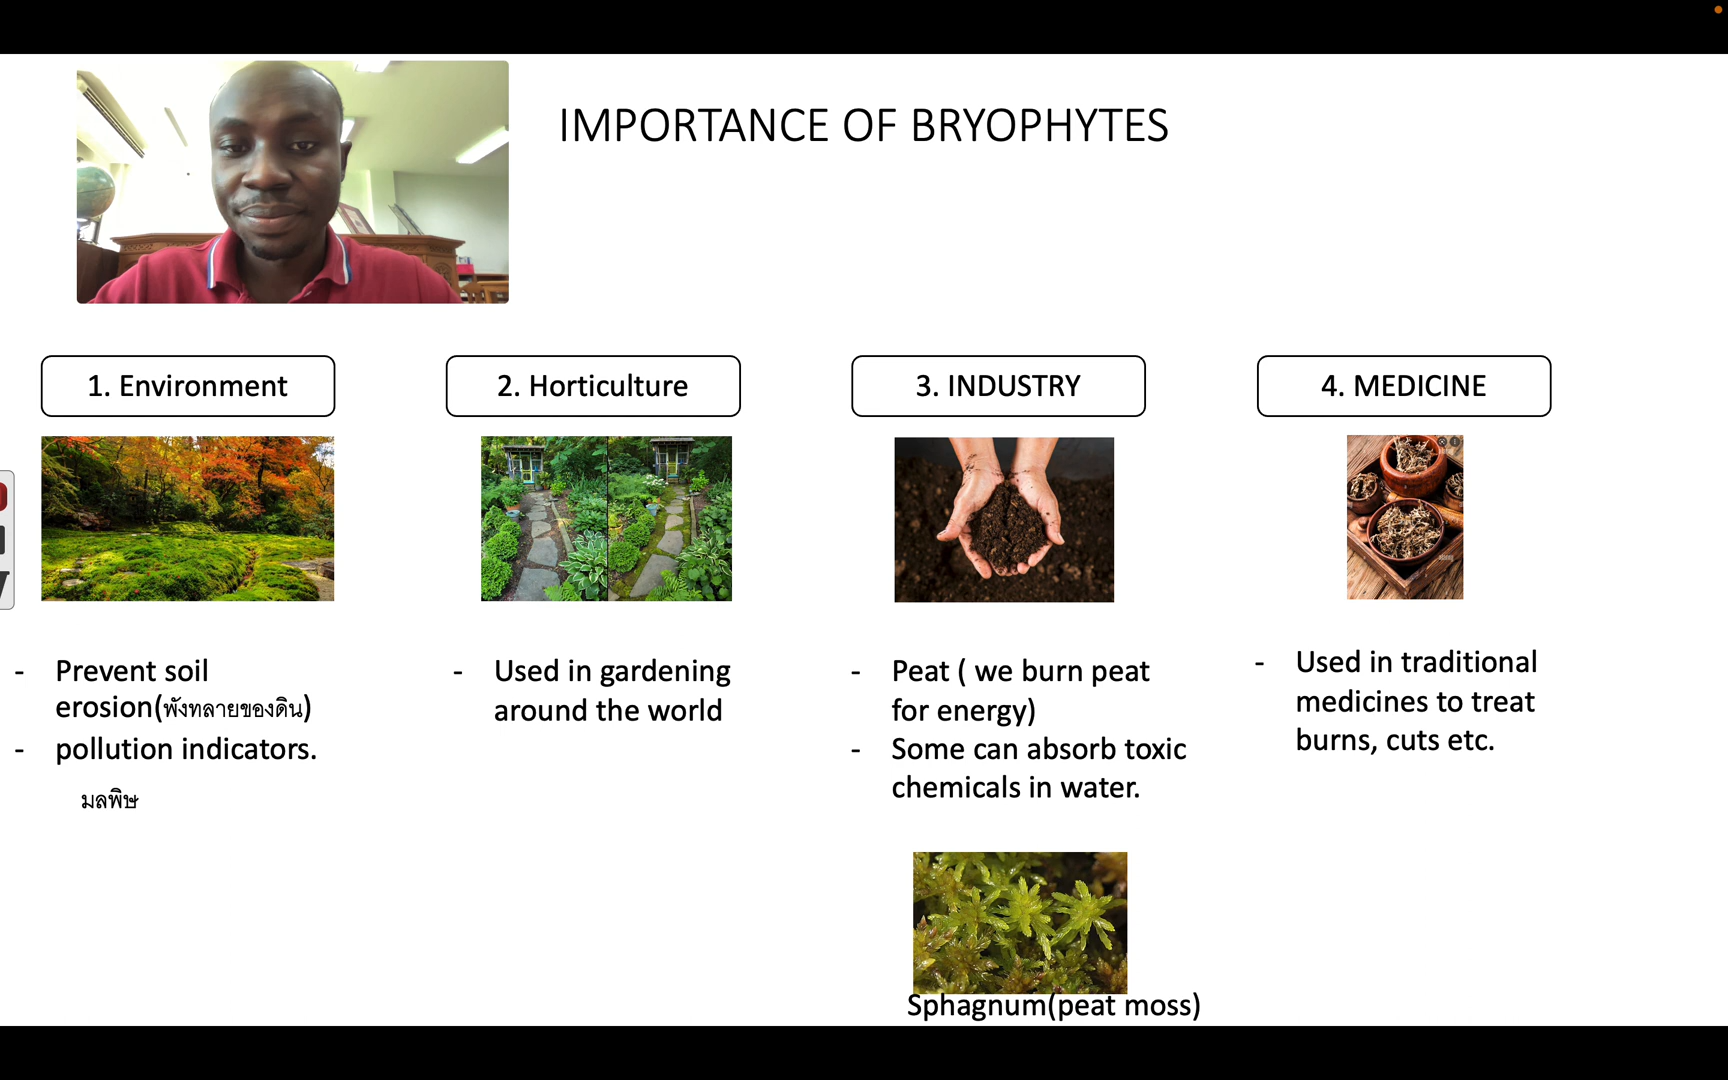 IMPORTANCE OF BRYOPHYTES
1. Environment
- Prevent soil
erosion(พังทลายของดิน)
- pollution indicators.
มลพิษ
2. Horticulture
- Used in gardening
around the world
3. INDUSTRY
- Peat ( we burn peat
for energy)
- Some can absorb toxic
chemicals in water.
Sphagnum(peat moss)
4. MEDICINE
- Used in traditional
medicines to treat
burns, cuts etc.